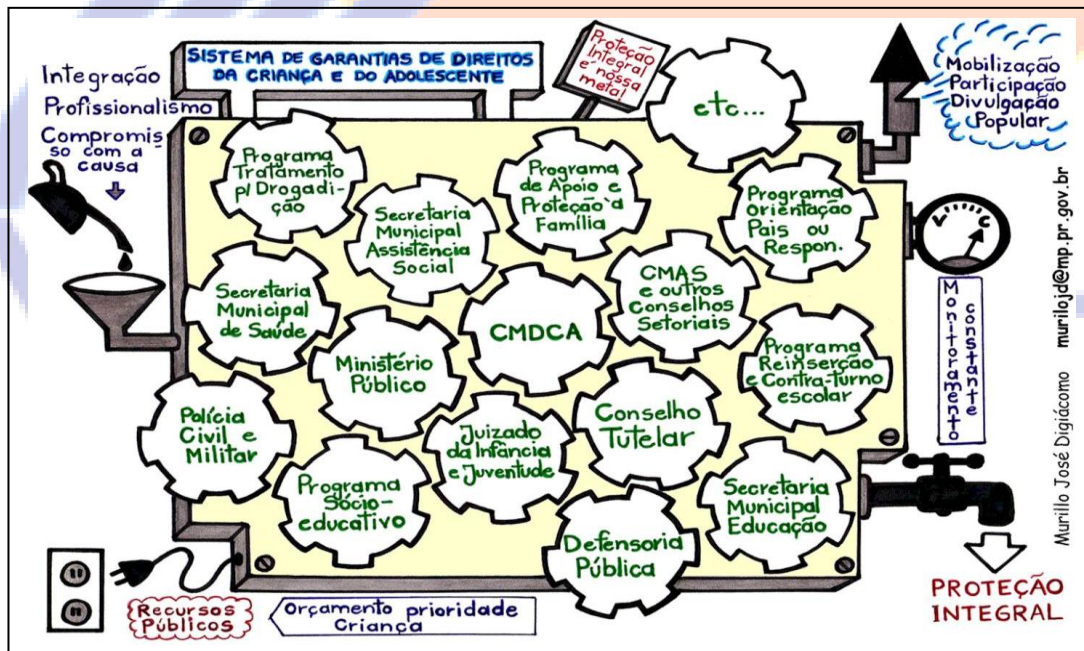 SISTEMA DE GARANTIAS DE DIREITOS
DA CRIANÇA E DO ADOLESCENTE
Proteção
Integral
é nossa
meta!
Integração
Profissionalismo
Compromis
so com a
causa
Mobilização
Participação
Divulgação
Popular
etc...
Programa
Tratamento
p/ Drogadi-
ção
Secretaria
Municipal
Assistência
Social
Programa
de Apoio e
Proteção à
Família
Programa
Orientação
Pais ou
Respon.
Secretaria
Municipal
de Saúde
Ministério
Público
CMDCA
CMAS
e outros
Conselhos
Setoriais
Programa
Reinserção
e Contra-turno
escolar
Polícia
Civil e
Militar
Programa
Sócio-
educativo
Juizado
da Infância
e Juventude
Conselho
Tutelar
Defensoria
Pública
Secretaria
Municipal
Educação
L C
Monitoramento
constante
Recursos
Públicos
Orçamento prioridade
Criança
PROTEÇÃO
INTEGRAL
Murillo José Digiácomo murilojd@mp.pr.gov.br